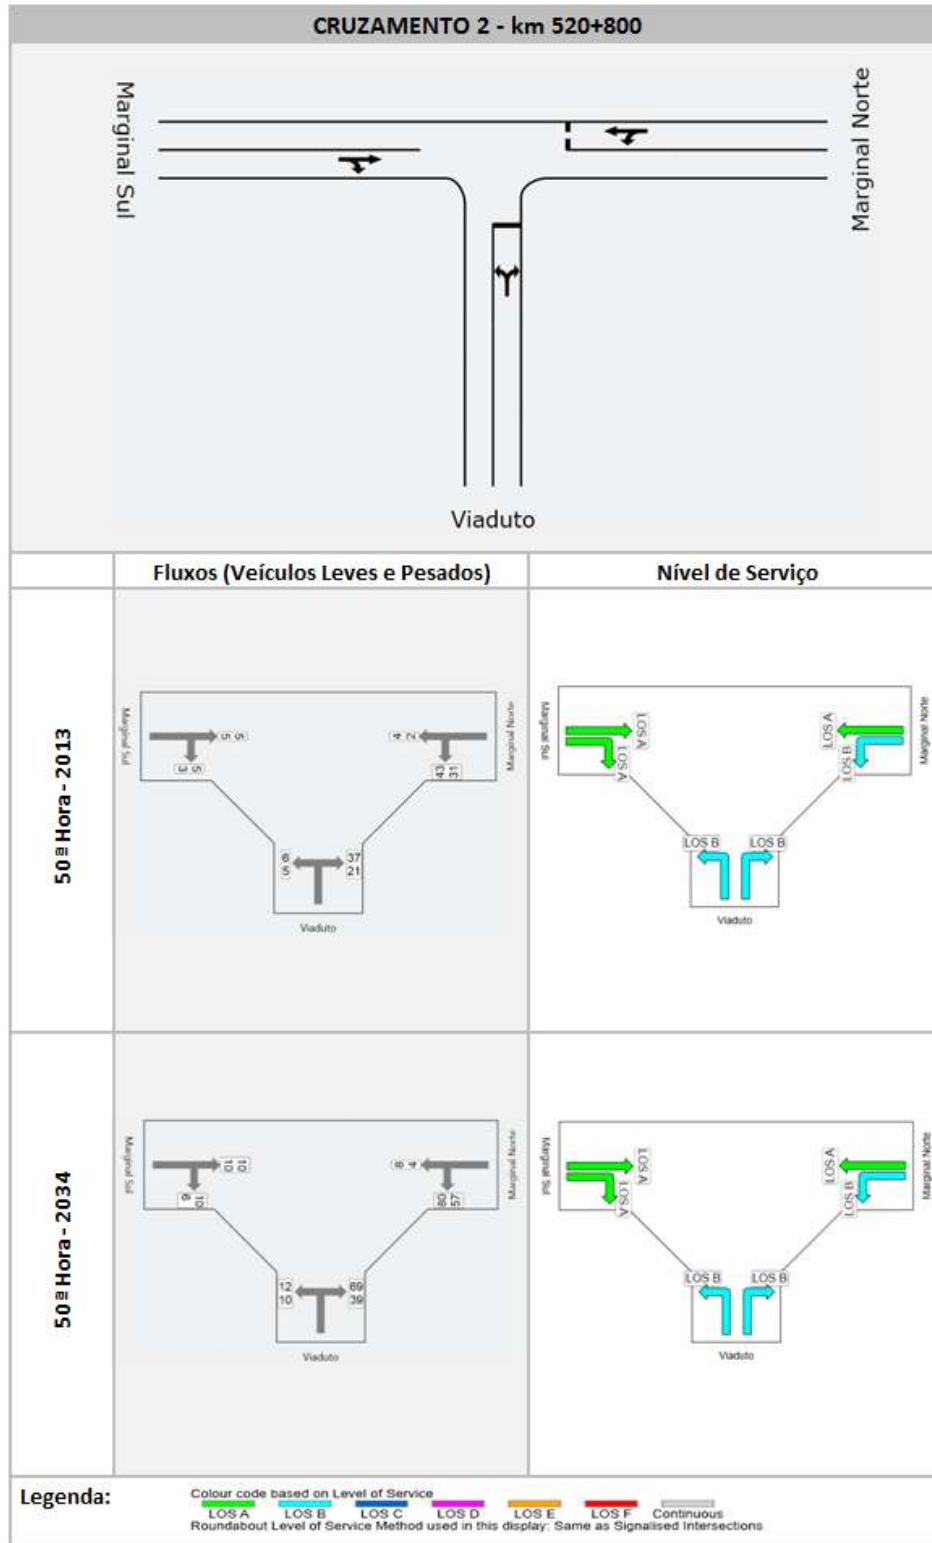 CRUZAMENTO 2 - km 520+800
Marginal Sul
Marginal Norte
Viaduto
Fluxos (Veículos Leves e Pesados)
Nível de Serviço
50ª Hora - 2013
Marginal Sul
5 5
3 5
4 2
43 31
Marginal Norte
6
5
37
21
Viaduto
Marginal Sul
LOS A
LOS A
LOS A
LOS B
Marginal Norte
LOS B
LOS B
Viaduto
50ª Hora - 2034
Marginal Sul
10 10
10
8 4
80 57
Marginal Norte
12
10
69
39
Viaduto
Marginal Sul
LOS A
LOS A
LOS A
LOS B
Marginal Norte
LOS B
LOS B
Viaduto
Legenda:
Colour code based on Level of Service
LOS A LOS B LOS C LOS D LOS E LOS F Continuous
Roundabout Level of Service Method used in this display: Same as Signalised Intersections